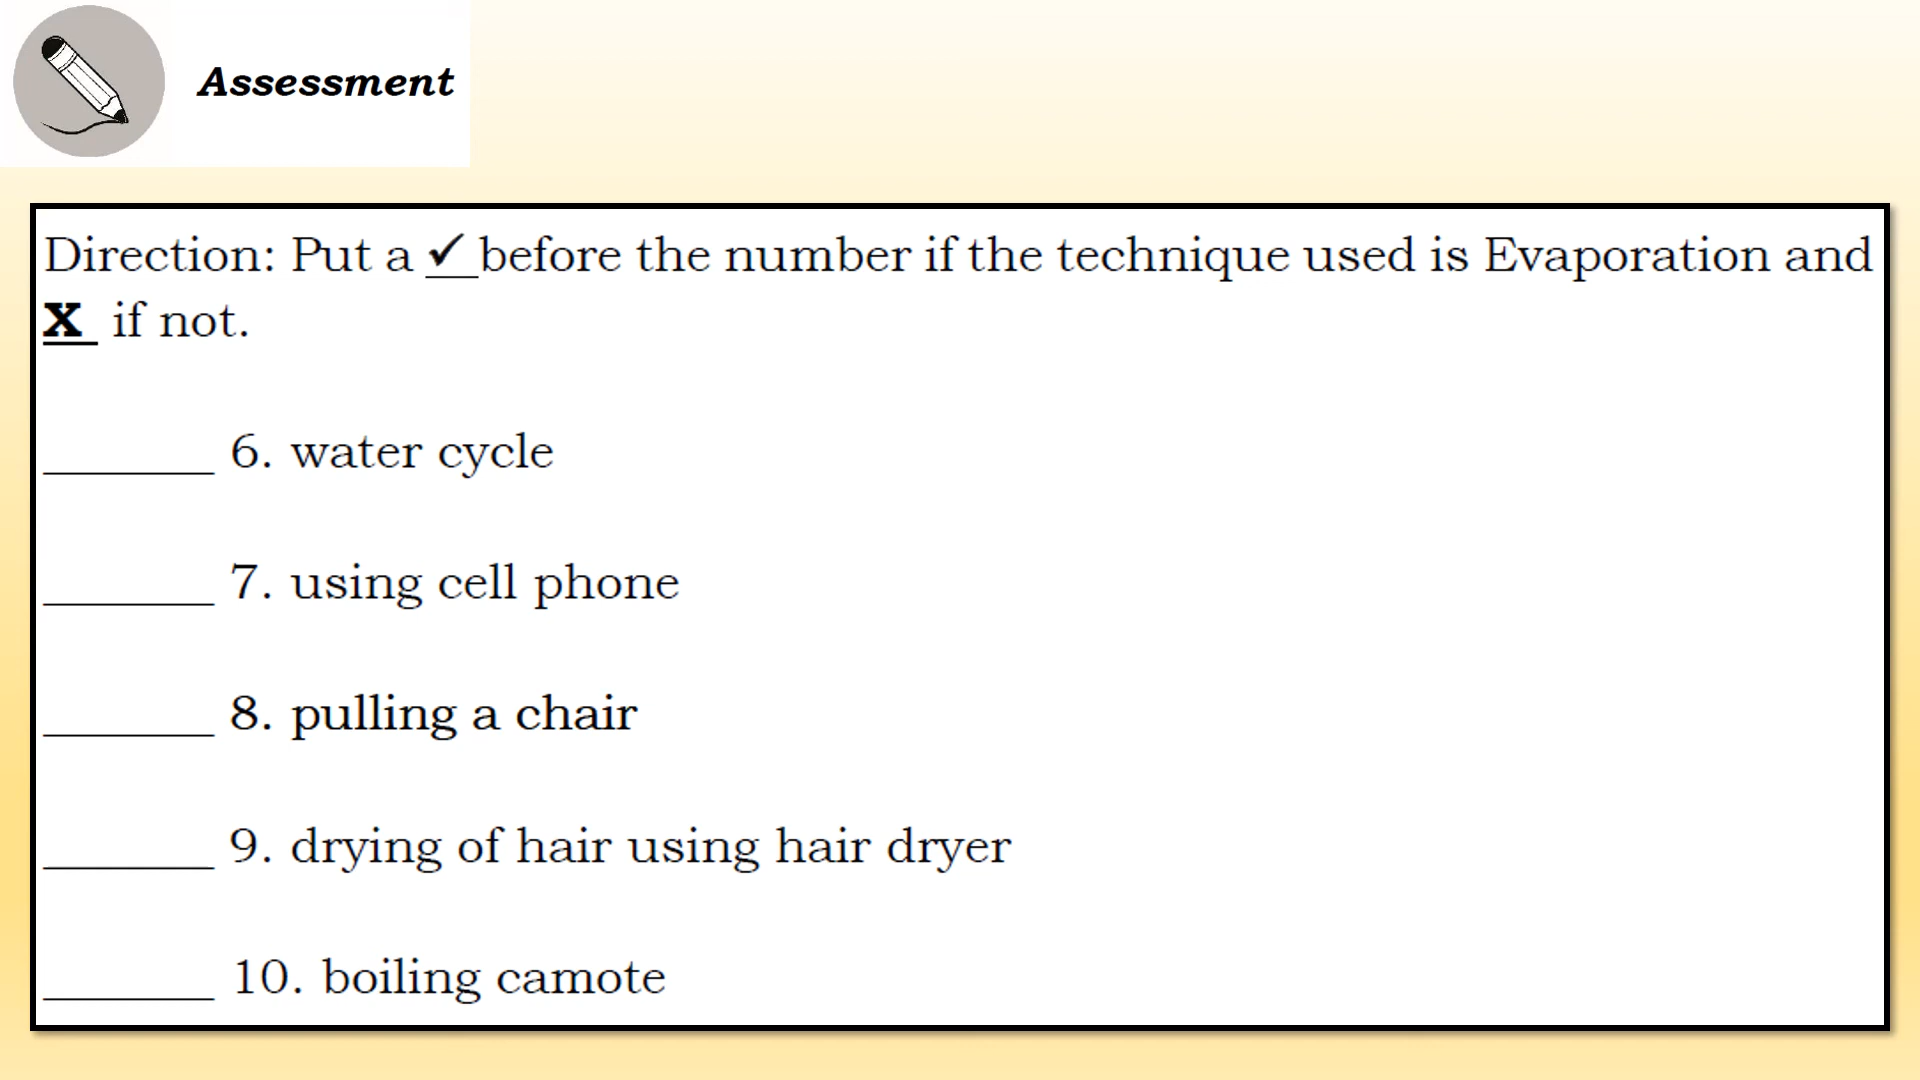 Assessment
Direction: Put a ✓ before the number if the technique used is Evaporation and
X if not.
_______ 6. water cycle
_______ 7. using cell phone
_______ 8. pulling a chair
_______ 9. drying of hair using hair dryer
_______ 10. boiling camote